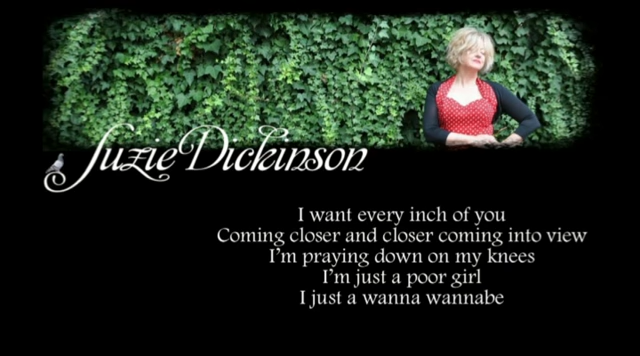 Suzie Dickinson
I want every inch of you
Coming closer and closer coming into view
I'm praying down on my knees
I'm just a poor girl
I just a wanna wannabe